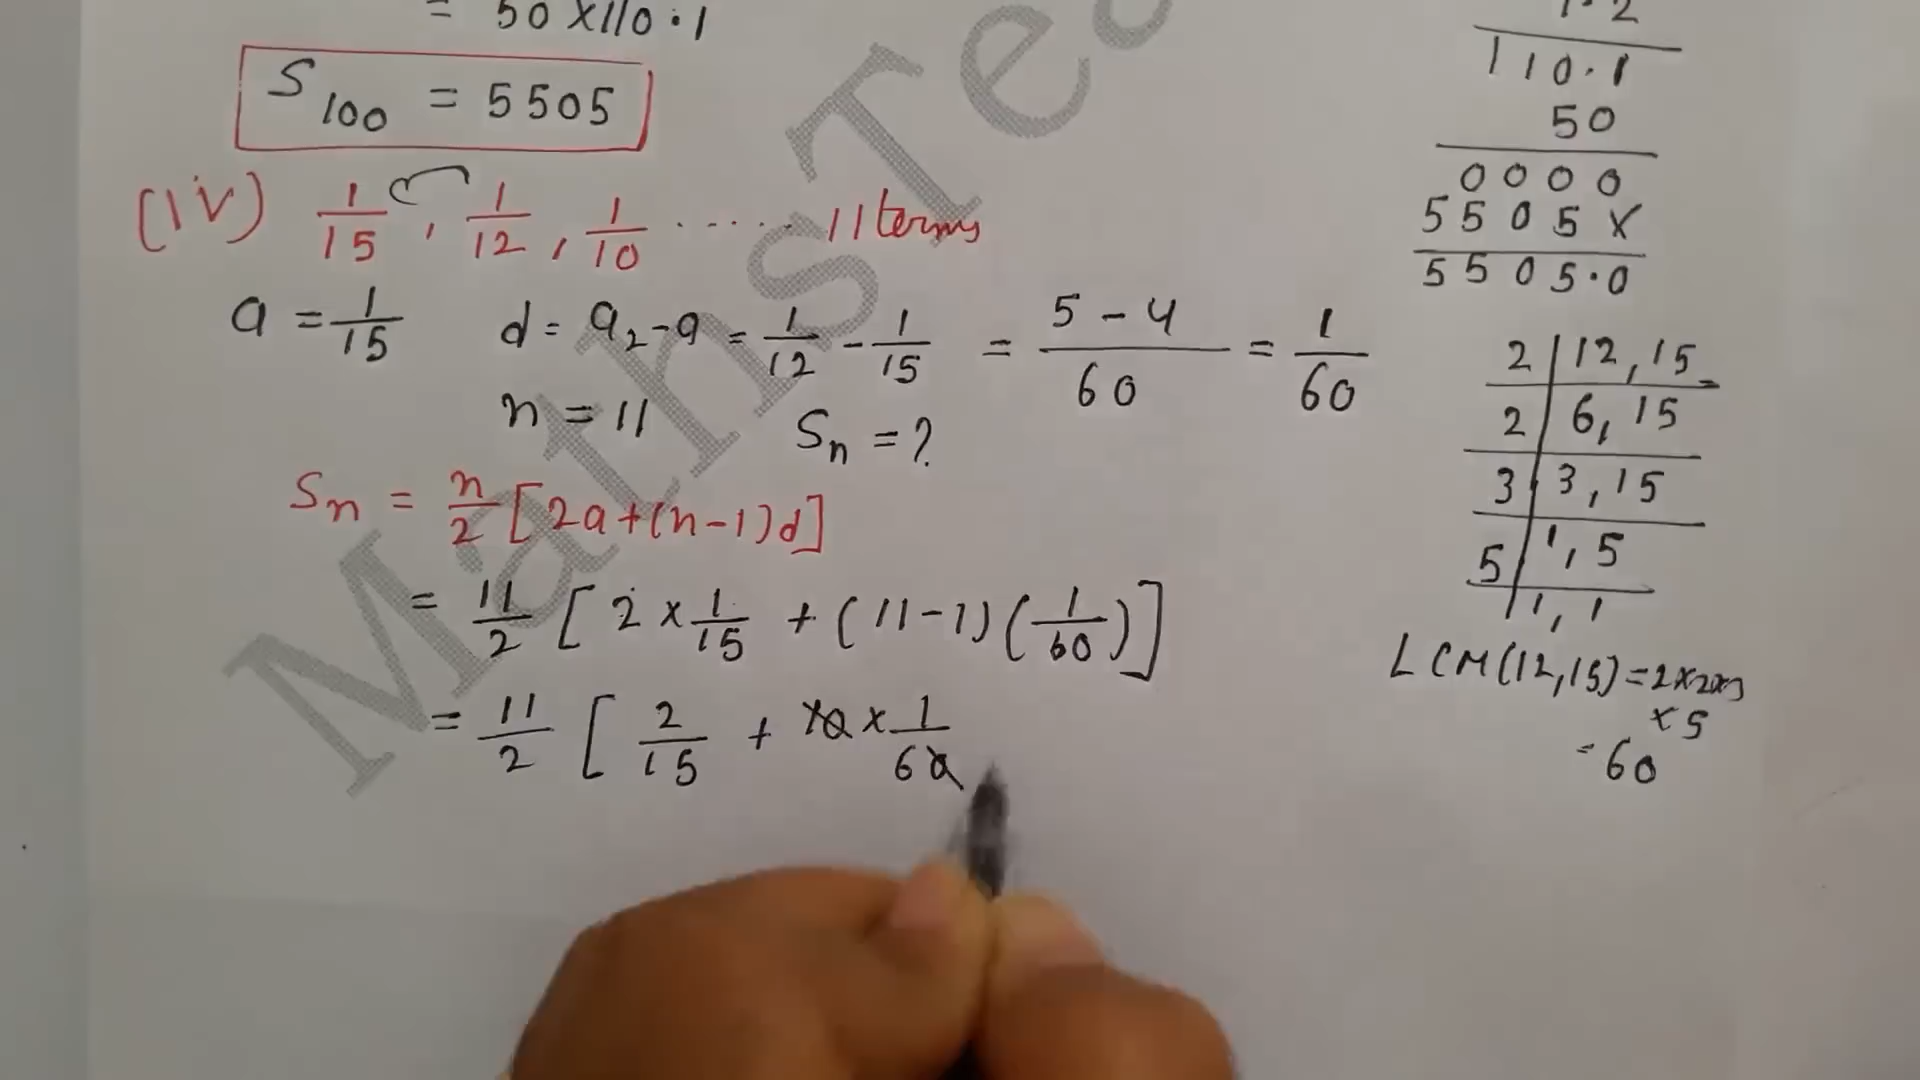 = 50 x 110.1
S100 = 5505
(iv) 1/15, 1/12, 1/10 ...... 11 terms
a = 1/15 d = a2 - a = 1/12 - 1/15 = 5 - 4/60 = 1/60
n = 11 Sn = ?
Sn = n/2 [2a + (n-1)d]
= 11/2 [2 x 1/15 + (11-1)(1/60)]
= 11/2 [2/15 + 10 x 1/60
110.1
50
0000
5505x
5505.0
2 | 12, 15
2 | 6, 15
3 | 3, 15
5 | 1, 5
1, 1
LCM(12,15) = 2x2x3
x 5
= 60